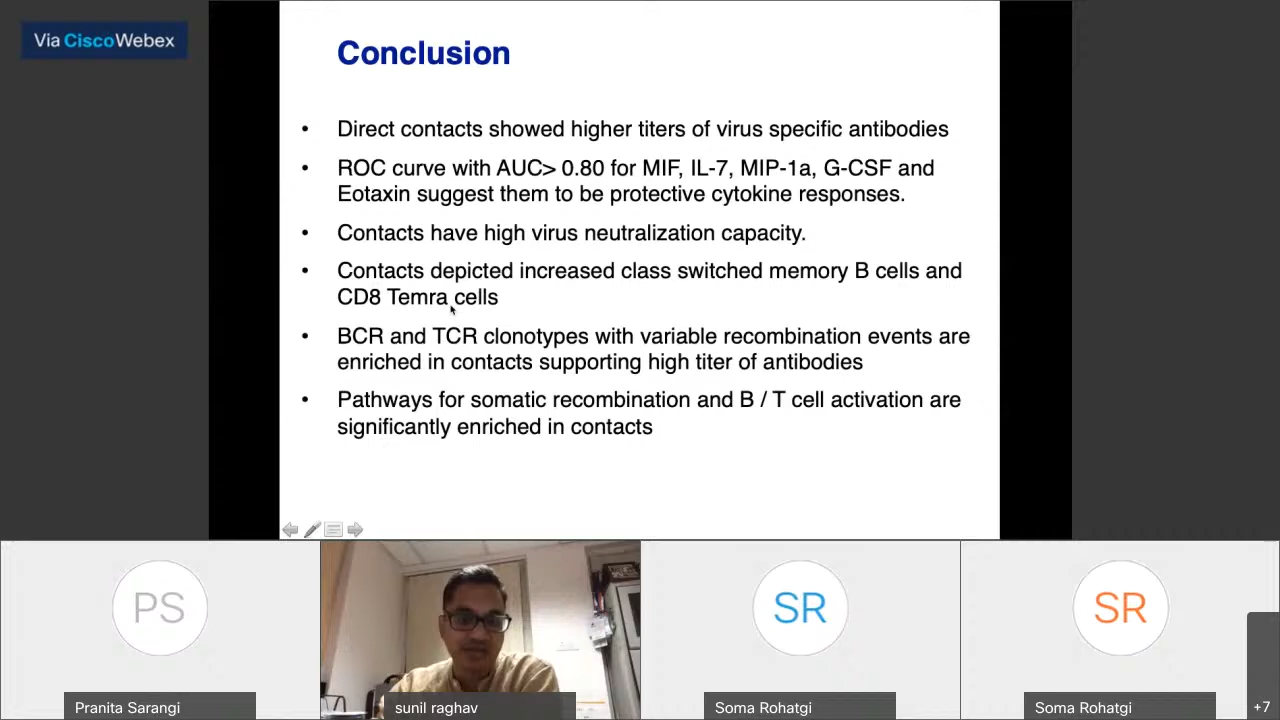 Via CiscoWebex
Conclusion
• Direct contacts showed higher titers of virus specific antibodies
• ROC curve with AUC> 0.80 for MIF, IL-7, MIP-1a, G-CSF and
Eotaxin suggest them to be protective cytokine responses.
• Contacts have high virus neutralization capacity.
• Contacts depicted increased class switched memory B cells and
CD8 Temra cells
• BCR and TCR clonotypes with variable recombination events are
enriched in contacts supporting high titer of antibodies
• Pathways for somatic recombination and B / T cell activation are
significantly enriched in contacts
PS
SR
SR
Pranita Sarangi
sunil raghav
Soma Rohatgi
Soma Rohatgi
+7